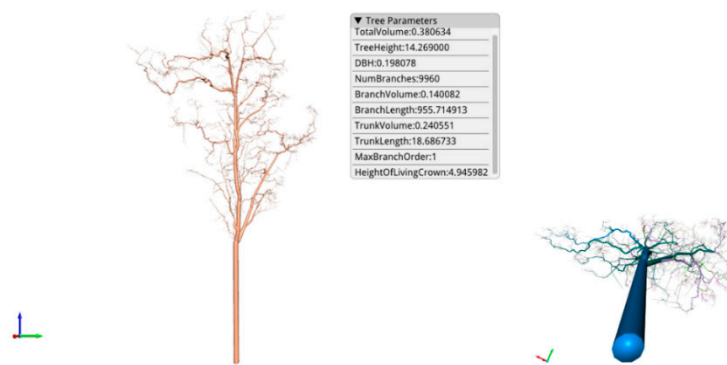 ▼ Tree Parameters
TotalVolume:0.380634
TreeHeight:14.269000
DBH:0.198078
NumBranches:9960
BranchVolume:0.140082
BranchLength:955.714913
TrunkVolume:0.240551
TrunkLength:18.686733
MaxBranchOrder:1
HeightOfLivingCrown:4.945982